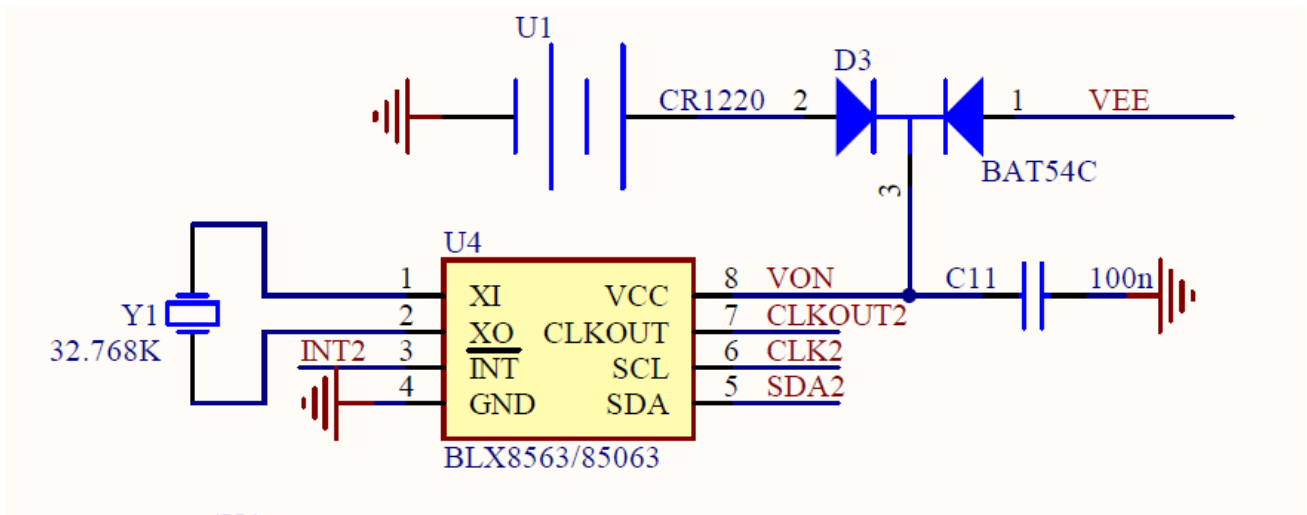 U1
D3
CR1220 2 1 VEE
BAT54C
3
U4
1 XI VCC 8 VON C11 100n
Y1 2 XO CLKOUT 7 CLKOUT2
32.768K INT2 3 INT SCL 6 CLK2
4 GND SDA 5 SDA2
BLX8563/85063